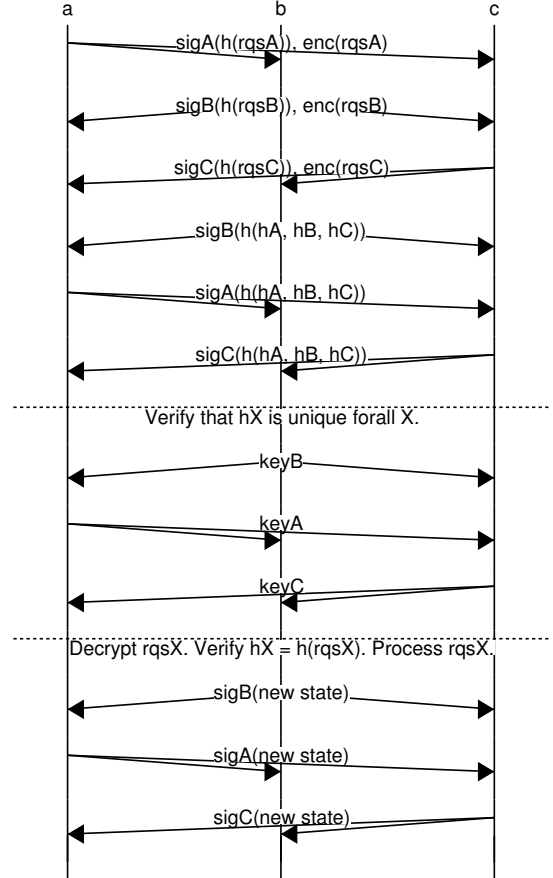 a b c
sigA(h(rqsA)), enc(rqsA)
sigB(h(rqsB)), enc(rqsB)
sigC(h(rqsC)), enc(rqsC)
sigB(h(hA, hB, hC))
sigA(h(hA, hB, hC))
sigC(h(hA, hB, hC))
Verify that hX is unique forall X.
keyB
keyA
keyC
Decrypt rqsX. Verify hX = h(rqsX). Process rqsX.
sigB(new state)
sigA(new state)
sigC(new state)